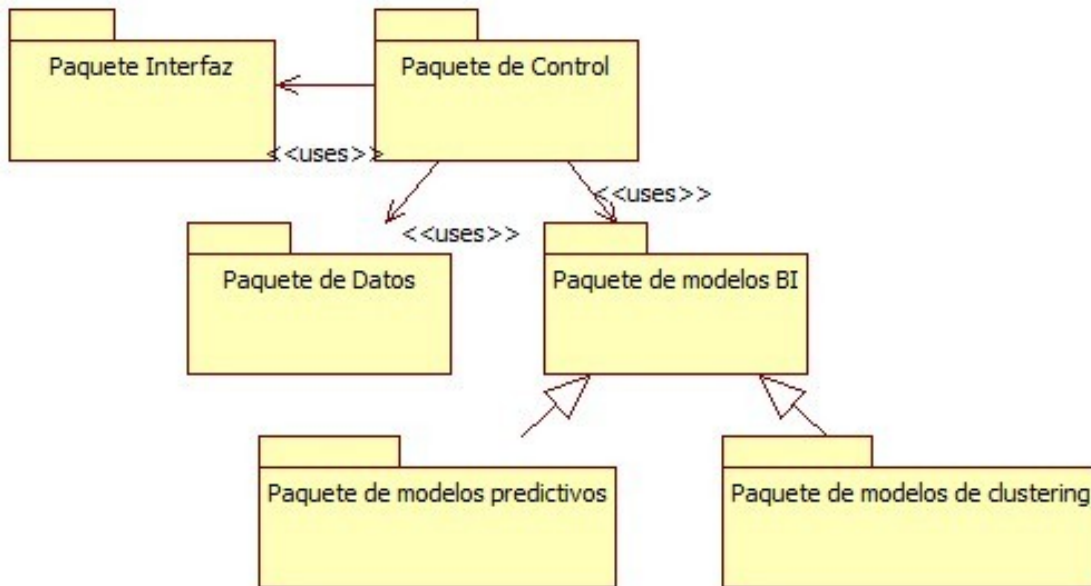 Paquete Interfaz
Paquete de Control
<<uses>>
<<uses>>
<<uses>>
Paquete de Datos
Paquete de modelos BI
Paquete de modelos predictivos
Paquete de modelos de clustering